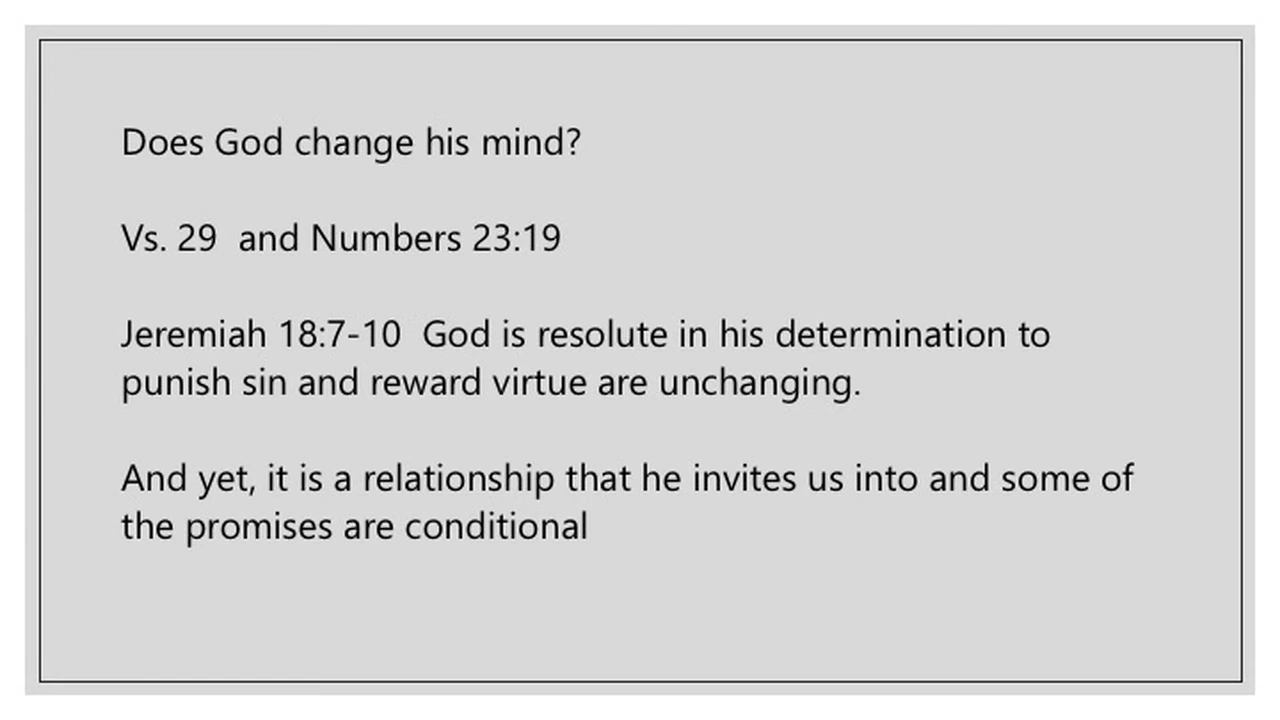 Does God change his mind?
Vs. 29  and Numbers 23:19
Jeremiah 18:7-10  God is resolute in his determination to
punish sin and reward virtue are unchanging.
And yet, it is a relationship that he invites us into and some of
the promises are conditional